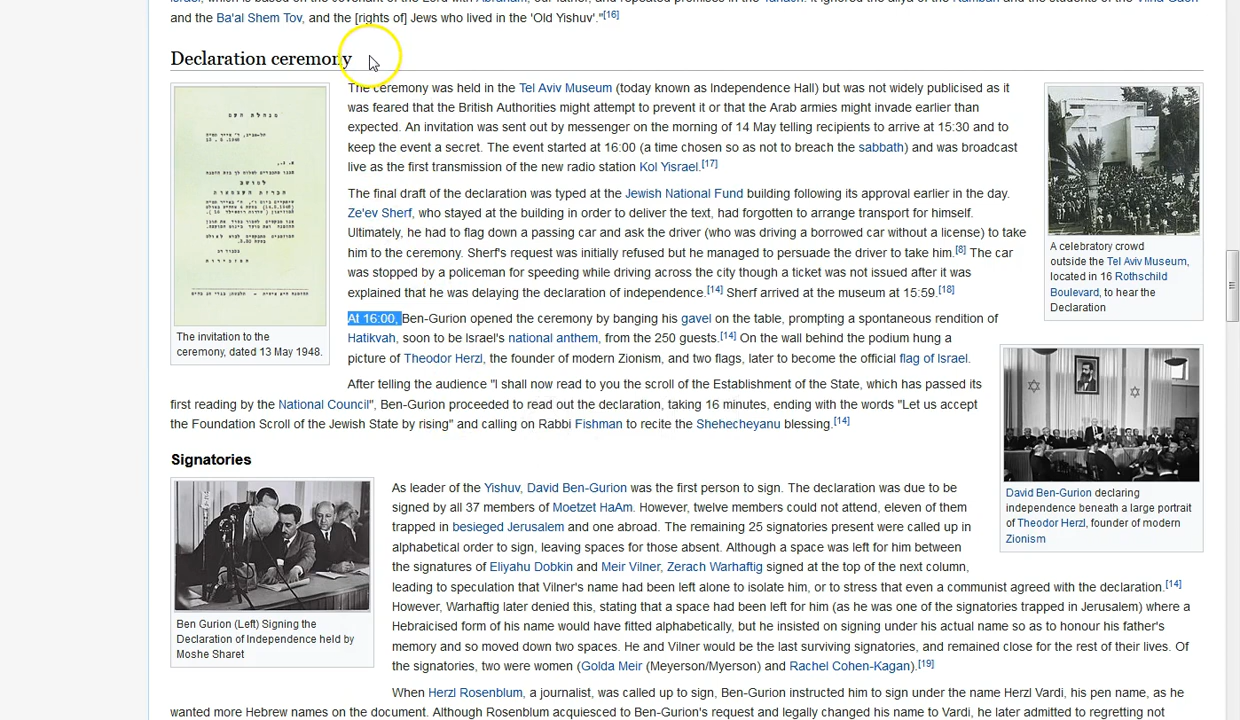 Israel, which is based on the covenant of the Lord with Abraham, our father, and repeated promises in the Tanach. It ignored the aliya of the Ramban and the students of the Vilna Gaon
and the Ba'al Shem Tov, and the [rights of] Jews who lived in the 'Old Yishuv'."[16]
Declaration ceremony
The invitation to the
ceremony, dated 13 May 1948.
The ceremony was held in the Tel Aviv Museum (today known as Independence Hall) but was not widely publicised as it
was feared that the British Authorities might attempt to prevent it or that the Arab armies might invade earlier than
expected. An invitation was sent out by messenger on the morning of 14 May telling recipients to arrive at 15:30 and to
keep the event a secret. The event started at 16:00 (a time chosen so as not to breach the sabbath) and was broadcast
live as the first transmission of the new radio station Kol Yisrael.[17]
The final draft of the declaration was typed at the Jewish National Fund building following its approval earlier in the day.
Ze'ev Sherf, who stayed at the building in order to deliver the text, had forgotten to arrange transport for himself.
Ultimately, he had to flag down a passing car and ask the driver (who was driving a borrowed car without a license) to take
him to the ceremony. Sherf's request was initially refused but he managed to persuade the driver to take him.[8] The car
was stopped by a policeman for speeding while driving across the city though a ticket was not issued after it was
explained that he was delaying the declaration of independence.[14] Sherf arrived at the museum at 15:59.[18]
At 16:00, Ben-Gurion opened the ceremony by banging his gavel on the table, prompting a spontaneous rendition of
Hatikvah, soon to be Israel's national anthem, from the 250 guests.[14] On the wall behind the podium hung a
picture of Theodor Herzl, the founder of modern Zionism, and two flags, later to become the official flag of Israel.
After telling the audience "I shall now read to you the scroll of the Establishment of the State, which has passed its
first reading by the National Council", Ben-Gurion proceeded to read out the declaration, taking 16 minutes, ending with the words "Let us accept
the Foundation Scroll of the Jewish State by rising" and calling on Rabbi Fishman to recite the Shehecheyanu blessing.[14]
A celebratory crowd
outside the Tel Aviv Museum,
located in 16 Rothschild
Boulevard, to hear the
Declaration
David Ben-Gurion declaring
independence beneath a large portrait
of Theodor Herzl, founder of modern
Zionism
Signatories
Ben Gurion (Left) Signing the
Declaration of Independence held by
Moshe Sharet
As leader of the Yishuv, David Ben-Gurion was the first person to sign. The declaration was due to be
signed by all 37 members of Moetzet HaAm. However, twelve members could not attend, eleven of them
trapped in besieged Jerusalem and one abroad. The remaining 25 signatories present were called up in
alphabetical order to sign, leaving spaces for those absent. Although a space was left for him between
the signatures of Eliyahu Dobkin and Meir Vilner, Zerach Warhaftig signed at the top of the next column,
leading to speculation that Vilner's name had been left alone to isolate him, or to stress that even a communist agreed with the declaration.[14]
However, Warhaftig later denied this, stating that a space had been left for him (as he was one of the signatories trapped in Jerusalem) where a
Hebraicised form of his name would have fitted alphabetically, but he insisted on signing under his actual name so as to honour his father's
memory and so moved down two spaces. He and Vilner would be the last surviving signatories, and remained close for the rest of their lives. Of
the signatories, two were women (Golda Meir (Meyerson/Myerson) and Rachel Cohen-Kagan).[19]
When Herzl Rosenblum, a journalist, was called up to sign, Ben-Gurion instructed him to sign under the name Herzl Vardi, his pen name, as he
wanted more Hebrew names on the document. Although Rosenblum acquiesced to Ben-Gurion's request and legally changed his name to Vardi, he later admitted to regretting not